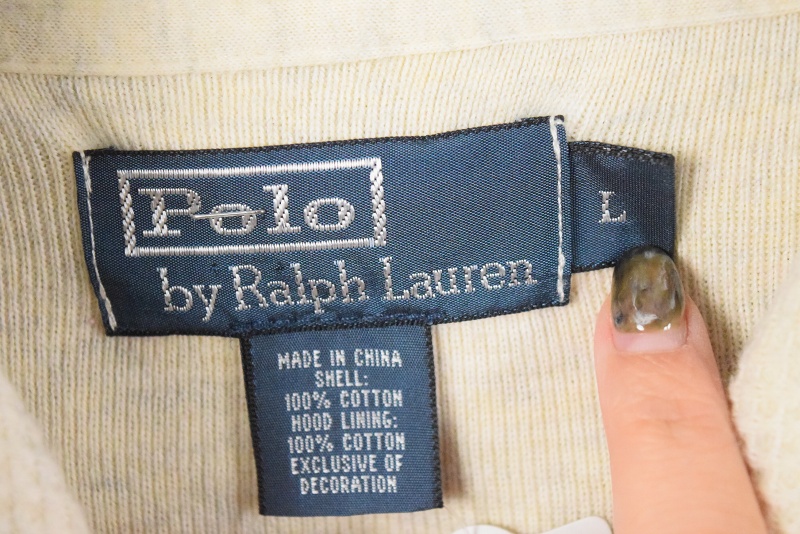 Polo
by Ralph Lauren
L
MADE IN CHINA
SHELL:
100% COTTON
HOOD LINING:
100% COTTON
EXCLUSIVE OF
DECORATION